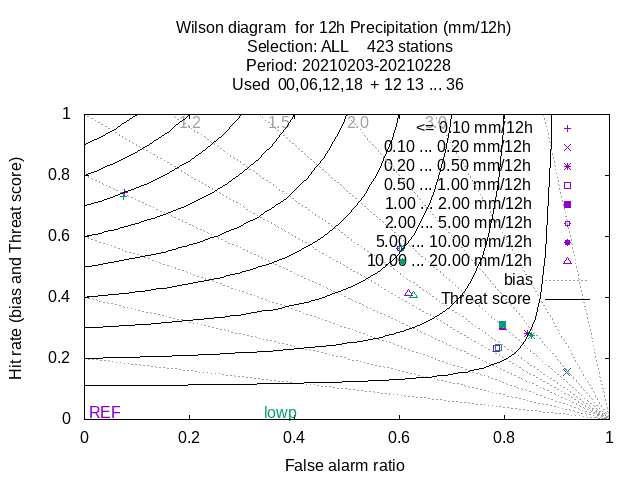 Wilson diagram  for 12h Precipitation (mm/12h)
Selection: ALL    423 stations
Period: 20210203-20210228
Used  00,06,12,18  + 12 13 ... 36
1
0.8
0.6
0.4
0.2
0
Hit rate (bias and Threat score)
1.2
1.5
2.0
3.0
<= 0.10 mm/12h
0.10 ... 0.20 mm/12h
0.20 ... 0.50 mm/12h
0.50 ... 1.00 mm/12h
1.00 ... 2.00 mm/12h
2.00 ... 5.00 mm/12h
5.00 ... 10.00 mm/12h
10.00 ... 20.00 mm/12h
bias
Threat score
REF
lowp
0
0.2
0.4
0.6
0.8
1
False alarm ratio